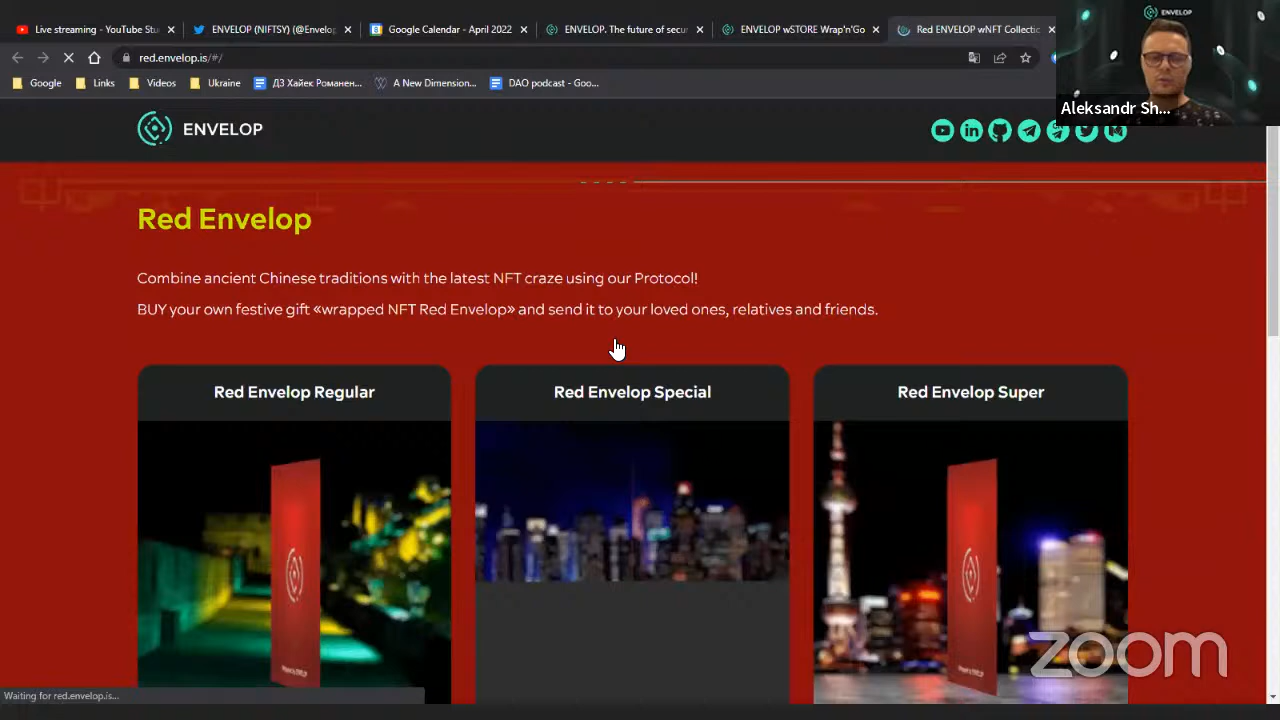 Live streaming - YouTube Stu
ENVELOP (NIFTSY) (@Envelop
Google Calendar - April 2022
ENVELOP. The future of secur
ENVELOP wSTORE Wrap'n'Go
Red ENVELOP wNFT Collectic
red.envelop.is/#/
Google
Links
Videos
Ukraine
ДЗ Хайек Романен...
A New Dimension...
DAO podcast - Goo...
ENVELOP
Aleksandr Sh...
ENVELOP
Red Envelop
Combine ancient Chinese traditions with the latest NFT craze using our Protocol!
BUY your own festive gift «wrapped NFT Red Envelop» and send it to your loved ones, relatives and friends.
Red Envelop Regular
Red Envelop Special
Red Envelop Super
zoom
Waiting for red.envelop.is...